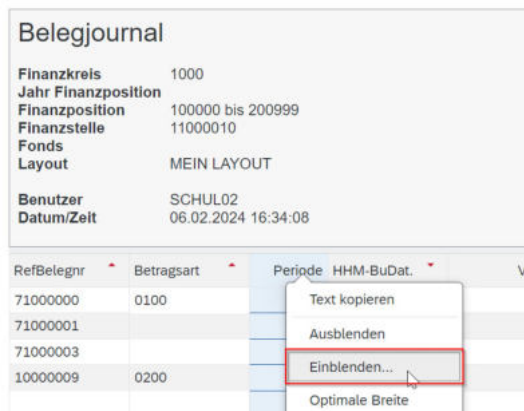 Belegjournal
Finanzkreis 1000
Jahr Finanzposition
Finanzposition 100000 bis 200999
Finanzstelle 11000010
Fonds
Layout MEIN LAYOUT
Benutzer SCHUL02
Datum/Zeit 06.02.2024 16:34:08
RefBelegnr Betragsart Periode HHM-BuDat. V
71000000 0100
Text kopieren
71000001
Ausblenden
71000003
Einblenden...
10000009 0200
Optimale Breite